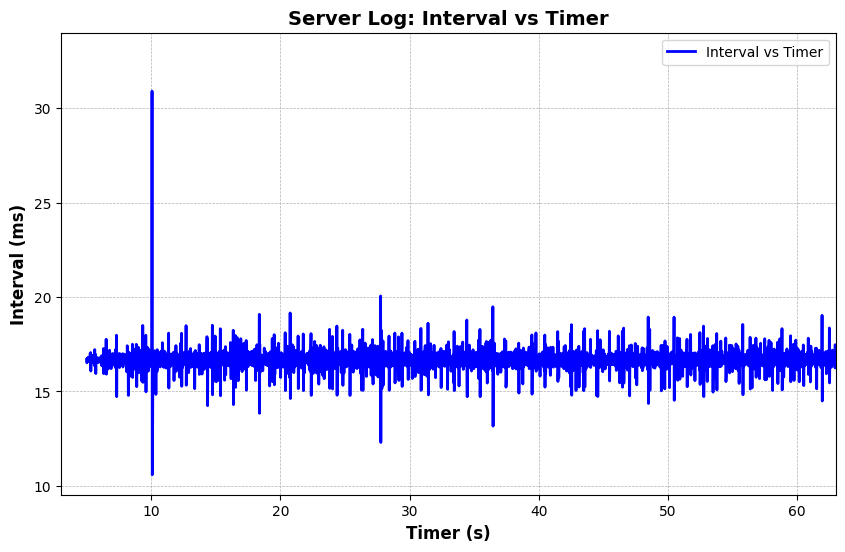 Server Log: Interval vs Timer
Interval vs Timer
Interval (ms)
30
25
20
15
10
10 20 30 40 50 60
Timer (s)